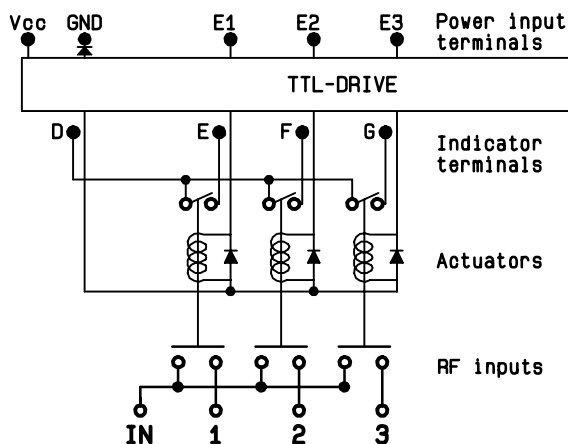 Vcc GND E1 E2 E3 Power input
terminals
TTL-DRIVE
D E F G Indicator
terminals
Actuators
RF inputs
IN 1 2 3